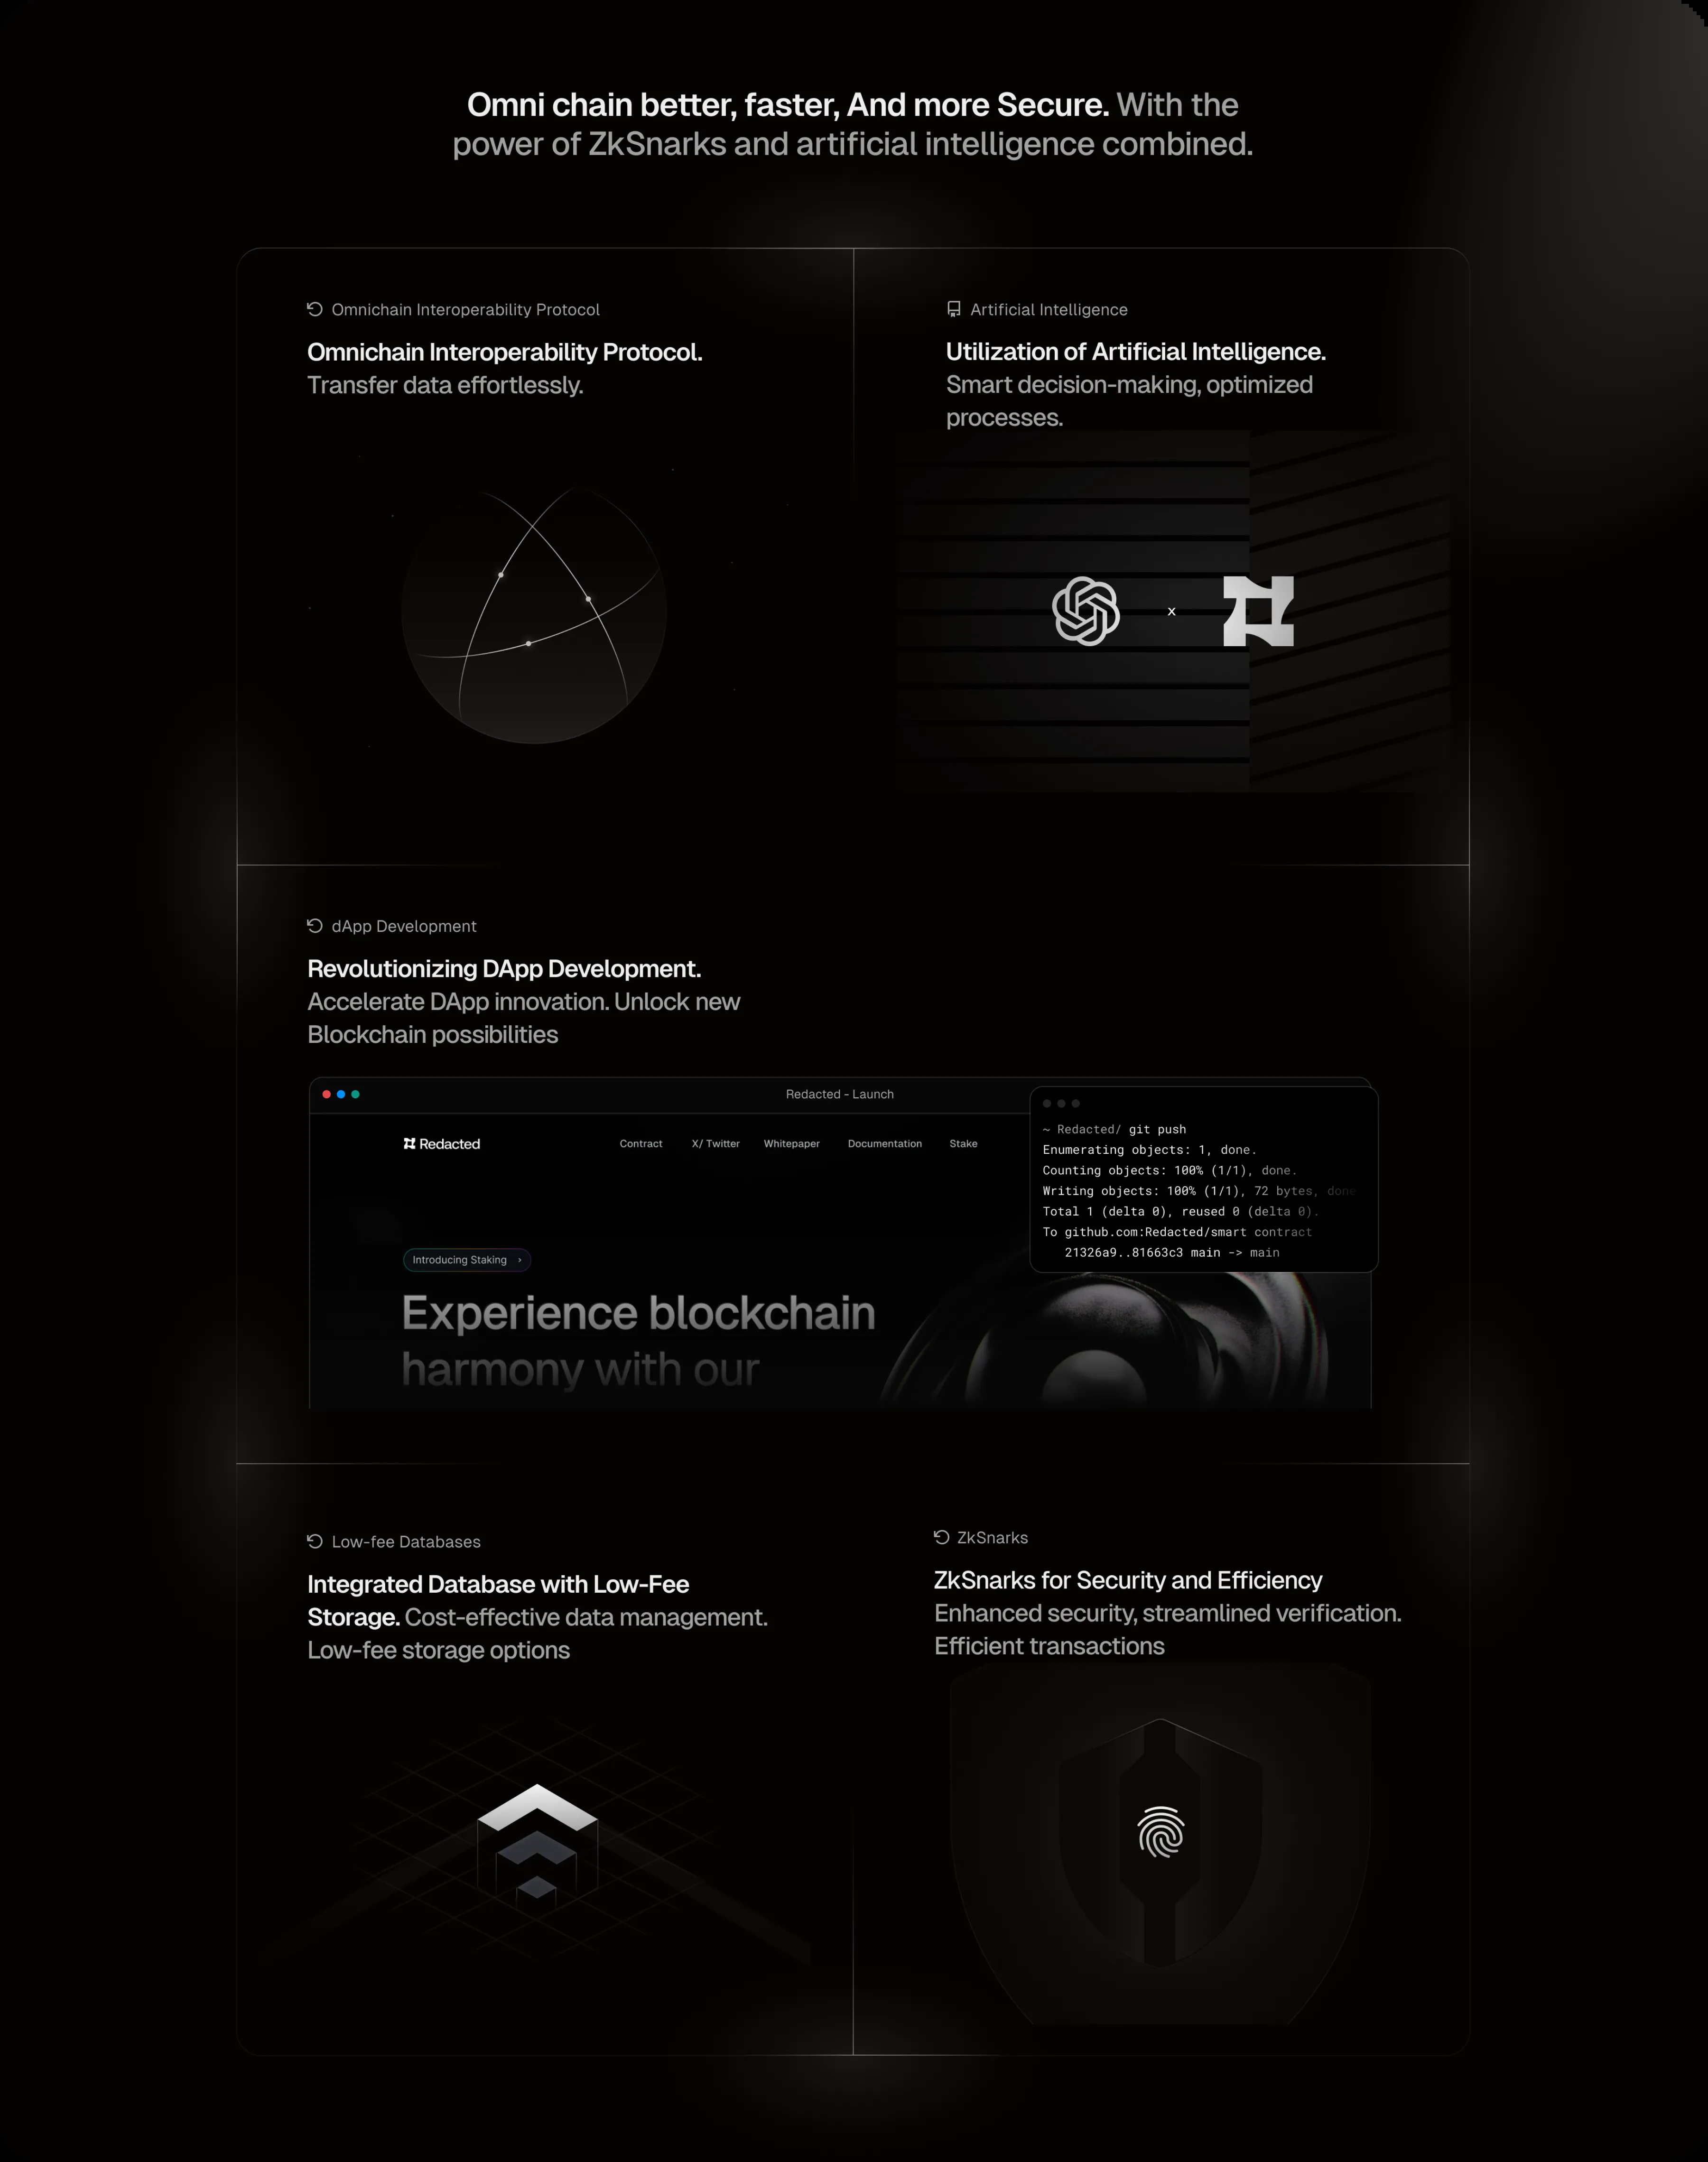 Omni chain better, faster, And more Secure. With the
power of ZkSnarks and artificial intelligence combined.
Omnichain Interoperability Protocol
Omnichain Interoperability Protocol.
Transfer data effortlessly.
Artificial Intelligence
Utilization of Artificial Intelligence.
Smart decision-making, optimized
processes.
x
dApp Development
Revolutionizing DApp Development.
Accelerate DApp innovation. Unlock new
Blockchain possibilities
Redacted - Launch
Redacted
Contract
X/ Twitter
Whitepaper
Documentation
Stake
~ Redacted/ git push
Enumerating objects: 1, done.
Counting objects: 100% (1/1), done.
Writing objects: 100% (1/1), 72 bytes, done
Total 1 (delta 0), reused 0 (delta 0).
To github.com:Redacted/smart contract
21326a9..81663c3 main -> main
Introducing Staking ›
Experience blockchain
harmony with our
Low-fee Databases
Integrated Database with Low-Fee
Storage. Cost-effective data management.
Low-fee storage options
ZkSnarks
ZkSnarks for Security and Efficiency
Enhanced security, streamlined verification.
Efficient transactions